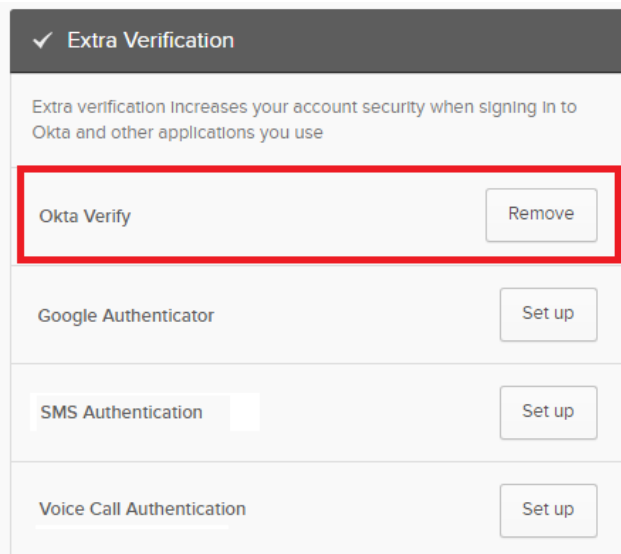 Extra Verification
Extra verification increases your account security when signing in to
Okta and other applications you use
Okta Verify
Remove
Google Authenticator
Set up
SMS Authentication
Set up
Voice Call Authentication
Set up